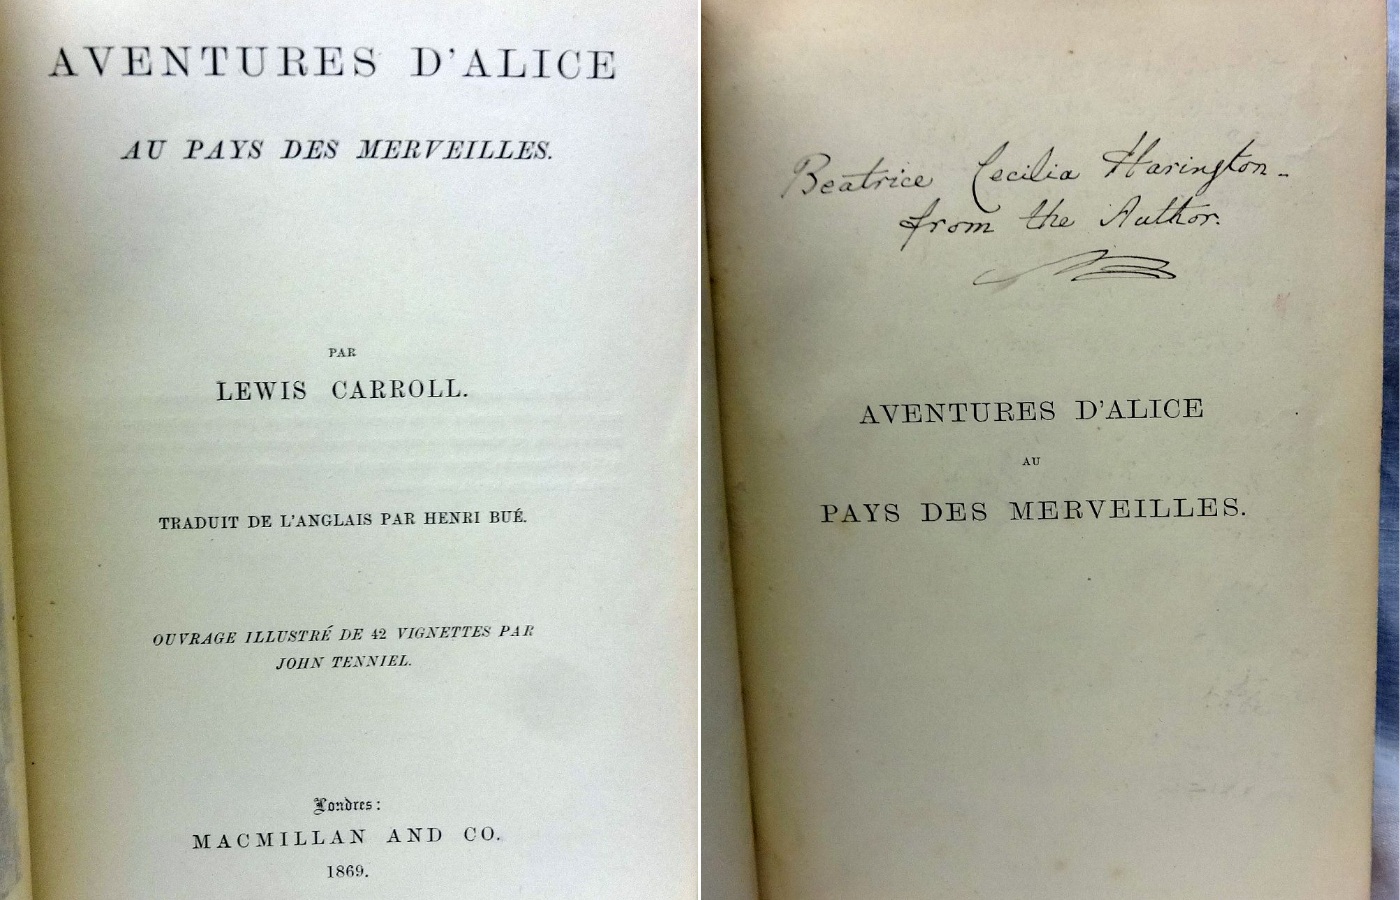 AVENTURES D'ALICE
AU PAYS DES MERVEILLES.
PAR
LEWIS CARROLL.
TRADUIT DE L'ANGLAIS PAR HENRI BUÉ.
OUVRAGE ILLUSTRÉ DE 42 VIGNETTES PAR
JOHN TENNIEL.
Londres:
MACMILLAN AND CO.
1869.
Beatrice Cecilia Harington -
from the Author.
AVENTURES D'ALICE
AU
PAYS DES MERVEILLES.